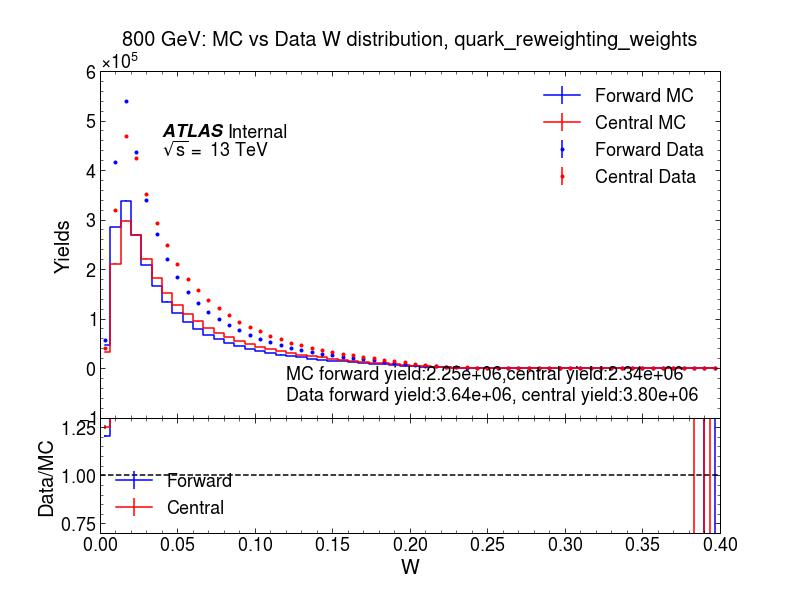 800 GeV: MC vs Data W distribution, quark_reweighting_weights
×10⁵
6
5
4
3
2
1
0
−1
Yields
ATLAS Internal
√s = 13 TeV
Forward MC
Central MC
Forward Data
Central Data
MC forward yield:2.25e+06,central yield:2.34e+06
Data forward yield:3.64e+06, central yield:3.80e+06
1.25
1.00
0.75
Data/MC
Forward
Central
0.00 0.05 0.10 0.15 0.20 0.25 0.30 0.35 0.40
W